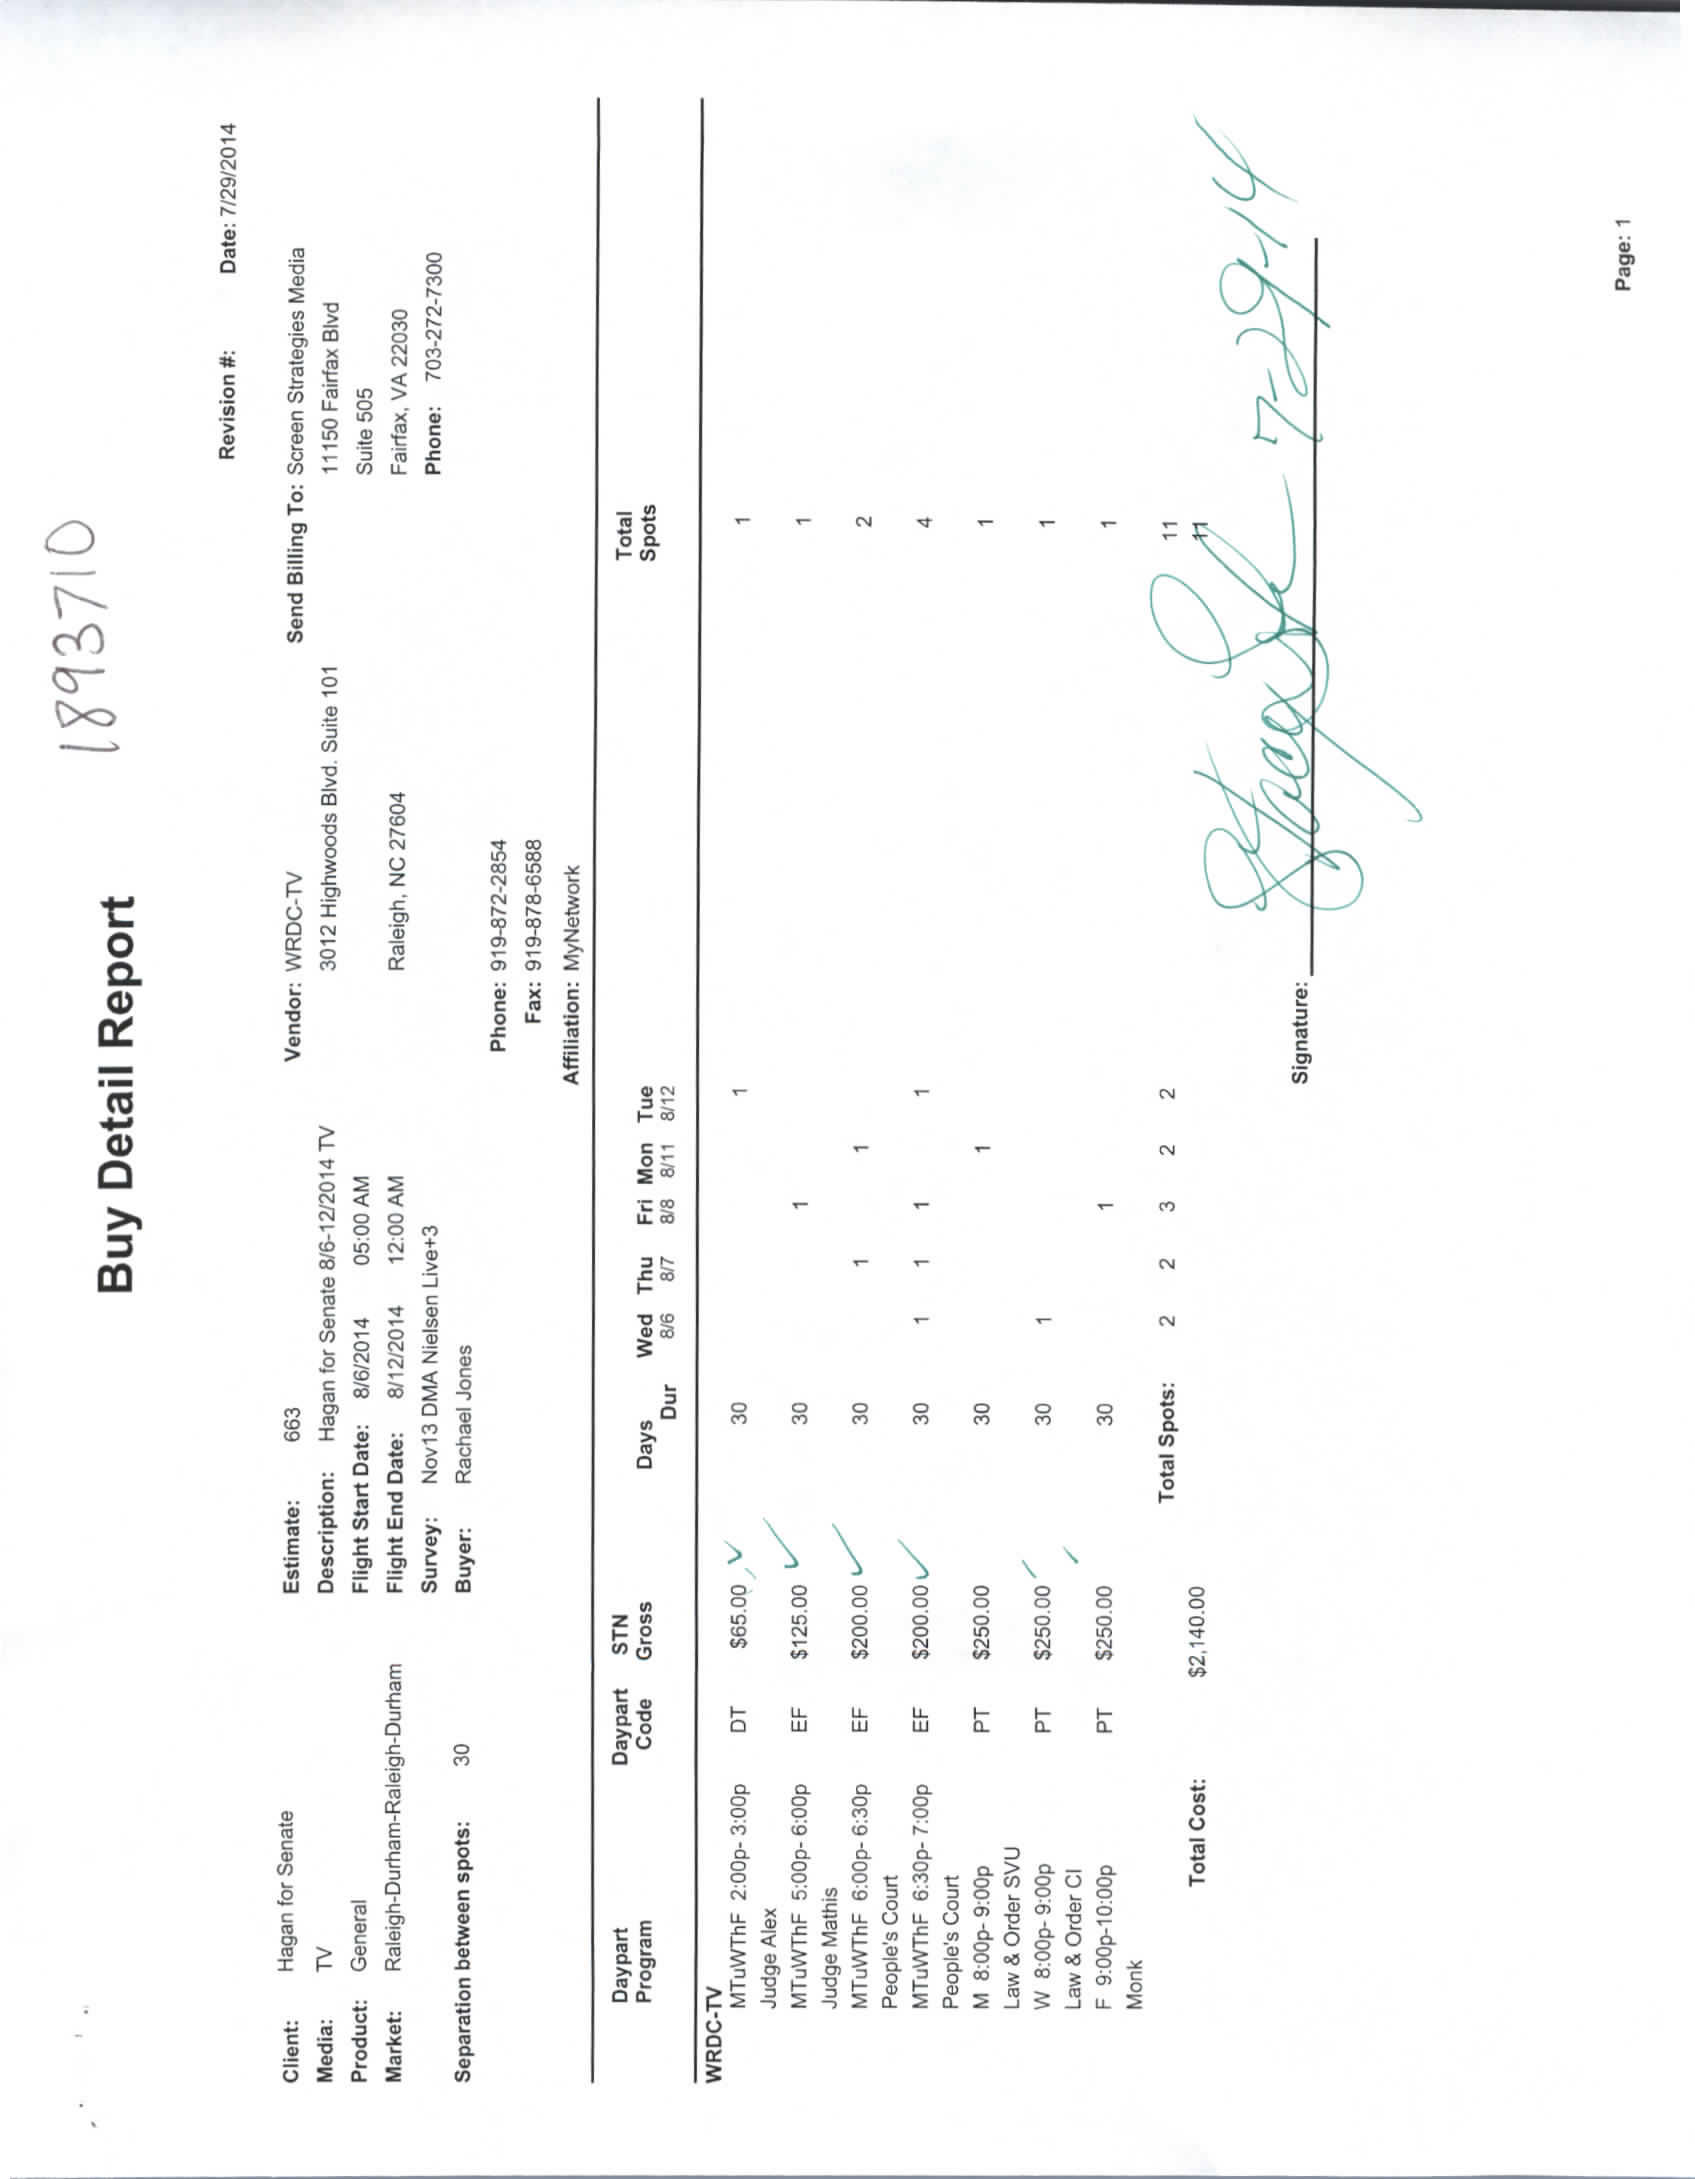 1893710
Buy Detail Report
Revision #: Date: 7/29/2014
Client: Hagan for Senate Estimate: 663 Vendor: WRDC-TV Send Billing To: Screen Strategies Media
Media: TV Description: Hagan for Senate 8/6-12/2014 TV 3012 Highwoods Blvd. Suite 101 11150 Fairfax Blvd
Product: General Flight Start Date: 8/6/2014 05:00 AM Suite 505
Market: Raleigh-Durham-Raleigh-Durham Flight End Date: 8/12/2014 12:00 AM Raleigh, NC 27604 Fairfax, VA 22030
Survey: Nov13 DMA Nielsen Live+3 Phone: 703-272-7300
Separation between spots: 30 Buyer: Rachael Jones
Phone: 919-872-2854
Fax: 919-878-6588
Affiliation: MyNetwork
Daypart Daypart STN Days Wed Thu Fri Mon Tue Total
Program Code Gross Dur 8/6 8/7 8/8 8/11 8/12 Spots
WRDC-TV
MTuWThF 2:00p- 3:00p DT $65.00 30 1 1
Judge Alex
MTuWThF 5:00p- 6:00p EF $125.00 30 1 1
Judge Mathis
MTuWThF 6:00p- 6:30p EF $200.00 30 1 1 2
People's Court
MTuWThF 6:30p- 7:00p EF $200.00 30 1 1 1 1 4
People's Court
M 8:00p- 9:00p PT $250.00 30 1 1
Law & Order SVU
W 8:00p- 9:00p PT $250.00 30 1 1
Law & Order CI
F 9:00p-10:00p PT $250.00 30 1 1
Monk
Total Spots: 2 2 3 2 2 11
Total Cost: $2,140.00 11
Signature: 7-29-14
Page: 1